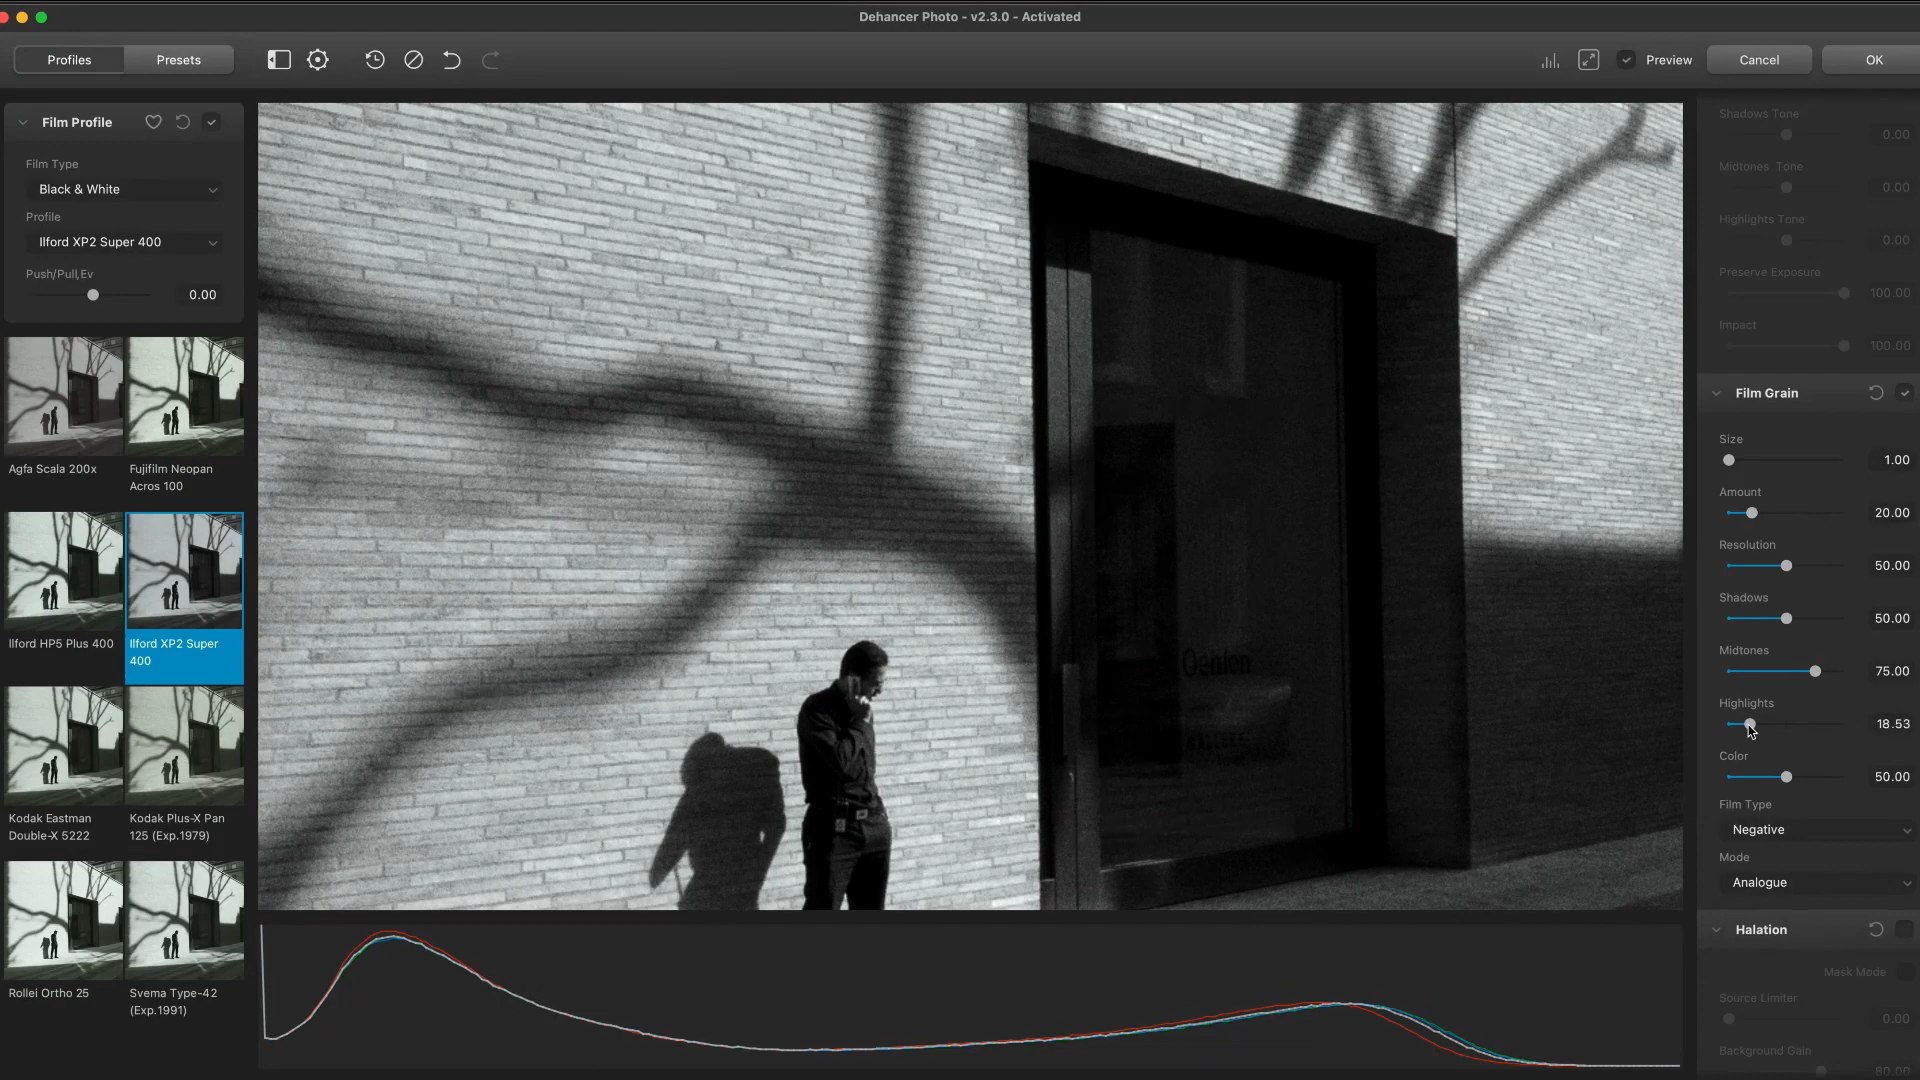 Dehancer Photo - v2.3.0 - Activated
Profiles
Presets
Preview
Cancel
OK
Film Profile
Film Type
Black & White
Profile
Ilford XP2 Super 400
Push/Pull,Ev
0.00
Agfa Scala 200x
Fujifilm Neopan
Acros 100
Ilford HP5 Plus 400
Ilford XP2 Super
400
Kodak Eastman
Double-X 5222
Kodak Plus-X Pan
125 (Exp.1979)
Rollei Ortho 25
Svema Type-42
(Exp.1991)
Oehlen
Shadows Tone
0.00
Midtones Tone
0.00
Highlights Tone
0.00
Preserve Exposure
100.00
Impact
100.00
Film Grain
Size
1.00
Amount
20.00
Resolution
50.00
Shadows
50.00
Midtones
75.00
Highlights
18.53
Color
50.00
Film Type
Negative
Mode
Analogue
Halation
Mask Mode
Source Limiter
0.00
Background Gain
80.00